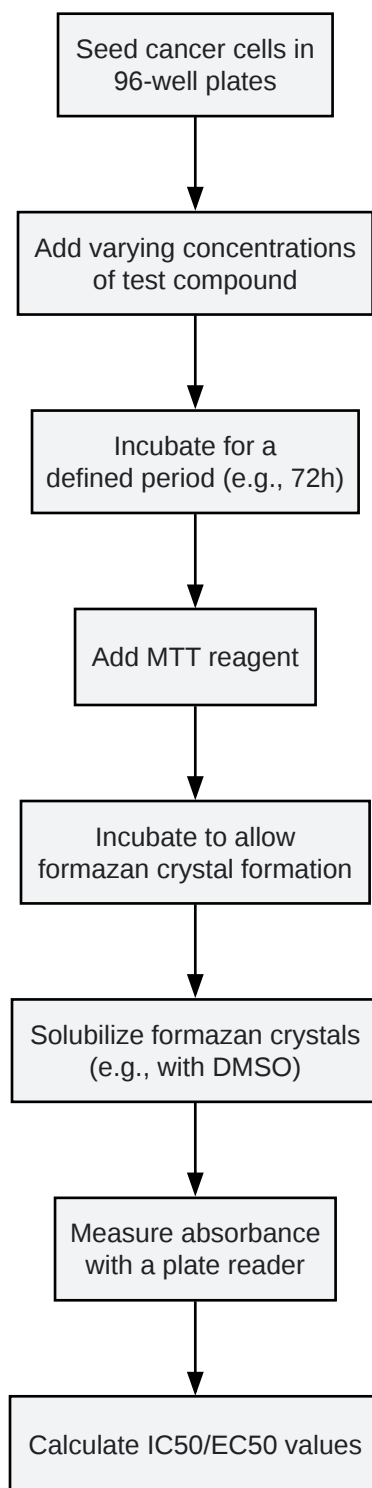 Seed cancer cells in
96-well plates
Add varying concentrations
of test compound
Incubate for a
defined period (e.g., 72h)
Add MTT reagent
Incubate to allow
formazan crystal formation
Solubilize formazan crystals
(e.g., with DMSO)
Measure absorbance
with a plate reader
Calculate IC50/EC50 values